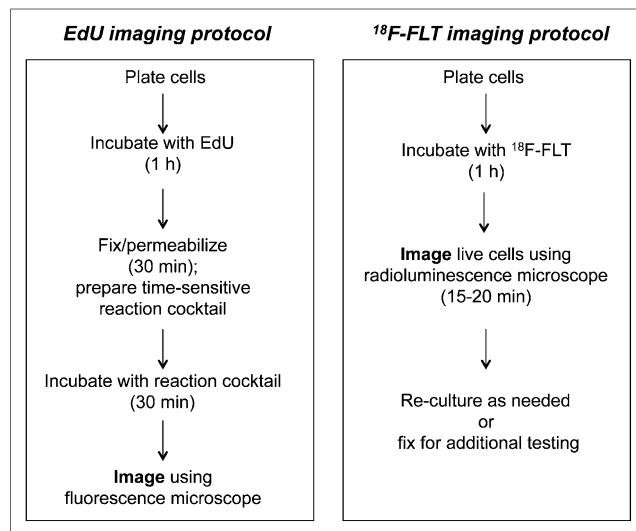 EdU imaging protocol
Plate cells
Incubate with EdU
(1 h)
Fix/permeabilize
(30 min);
prepare time-sensitive
reaction cocktail
Incubate with reaction cocktail
(30 min)
Image using
fluorescence microscope
¹⁸F-FLT imaging protocol
Plate cells
Incubate with ¹⁸F-FLT
(1 h)
Image live cells using
radioluminescence microscope
(15-20 min)
Re-culture as needed
or
fix for additional testing